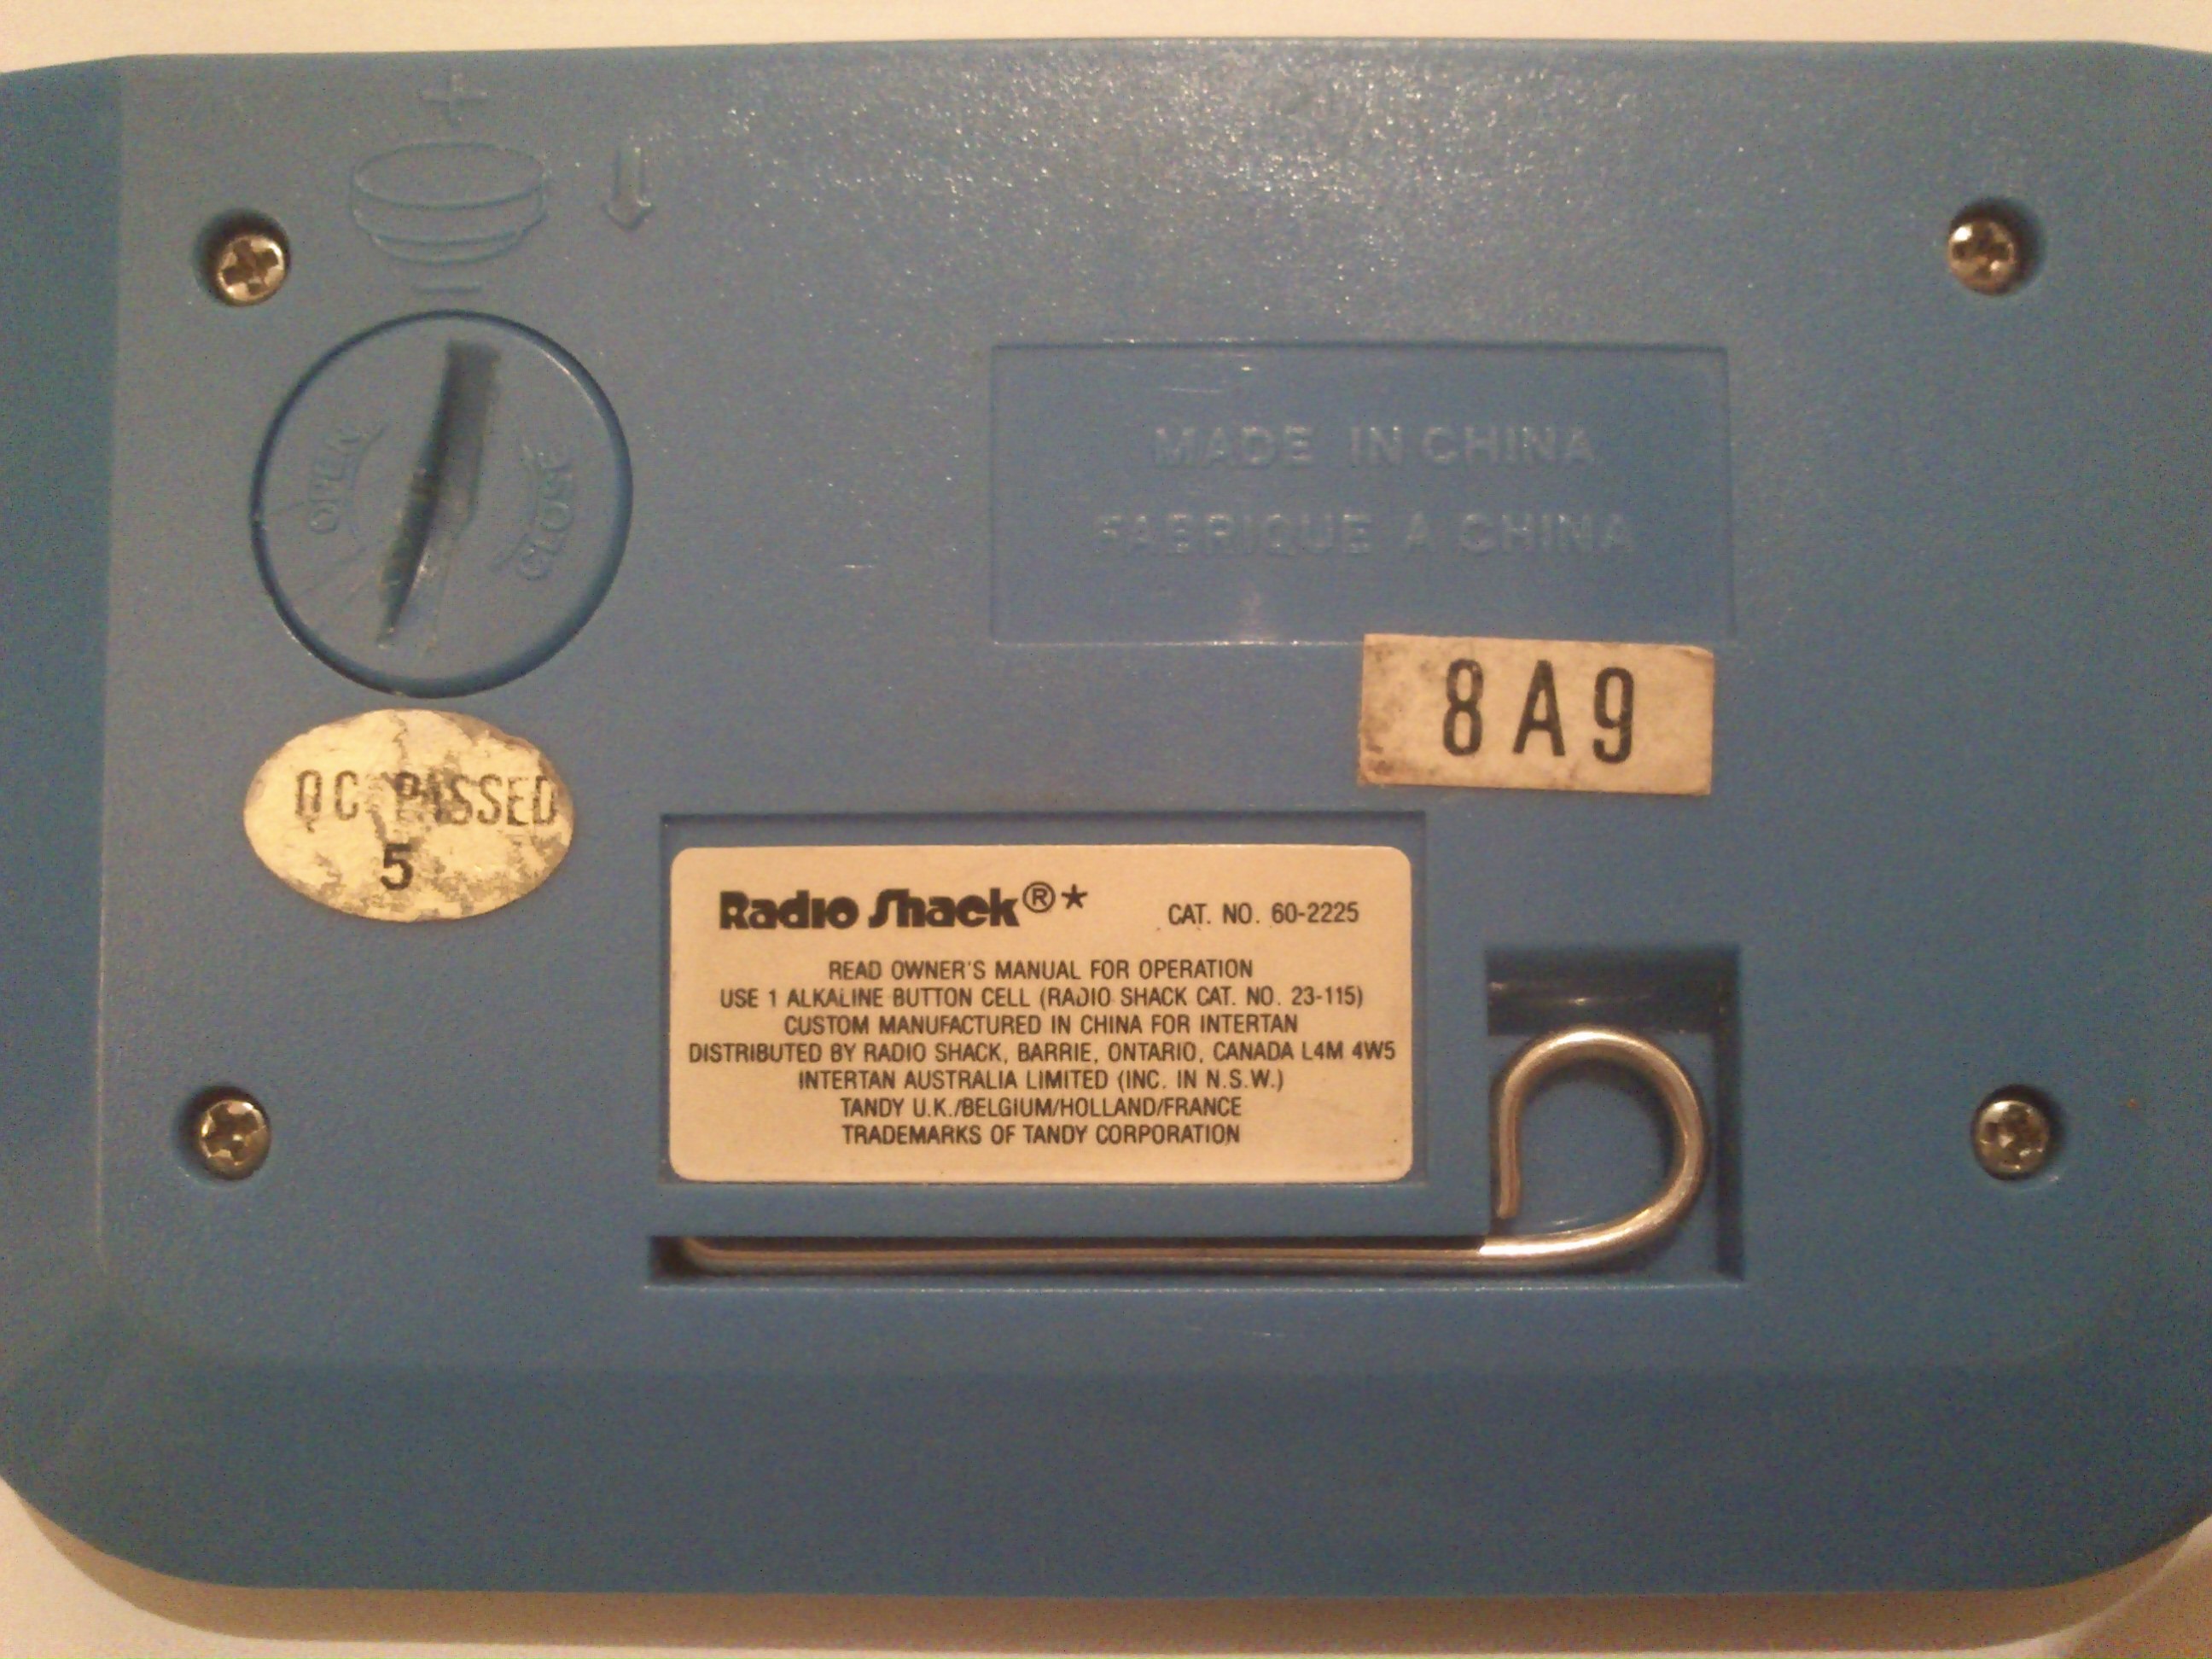 +
−
OPEN
CLOSE
MADE IN CHINA
FABRIQUE A CHINA
8A9
QC PASSED
5
Radio Shack®★ CAT. NO. 60-2225
READ OWNER'S MANUAL FOR OPERATION
USE 1 ALKALINE BUTTON CELL (RADIO SHACK CAT. NO. 23-115)
CUSTOM MANUFACTURED IN CHINA FOR INTERTAN
DISTRIBUTED BY RADIO SHACK, BARRIE, ONTARIO, CANADA L4M 4W5
INTERTAN AUSTRALIA LIMITED (INC. IN N.S.W.)
TANDY U.K./BELGIUM/HOLLAND/FRANCE
TRADEMARKS OF TANDY CORPORATION